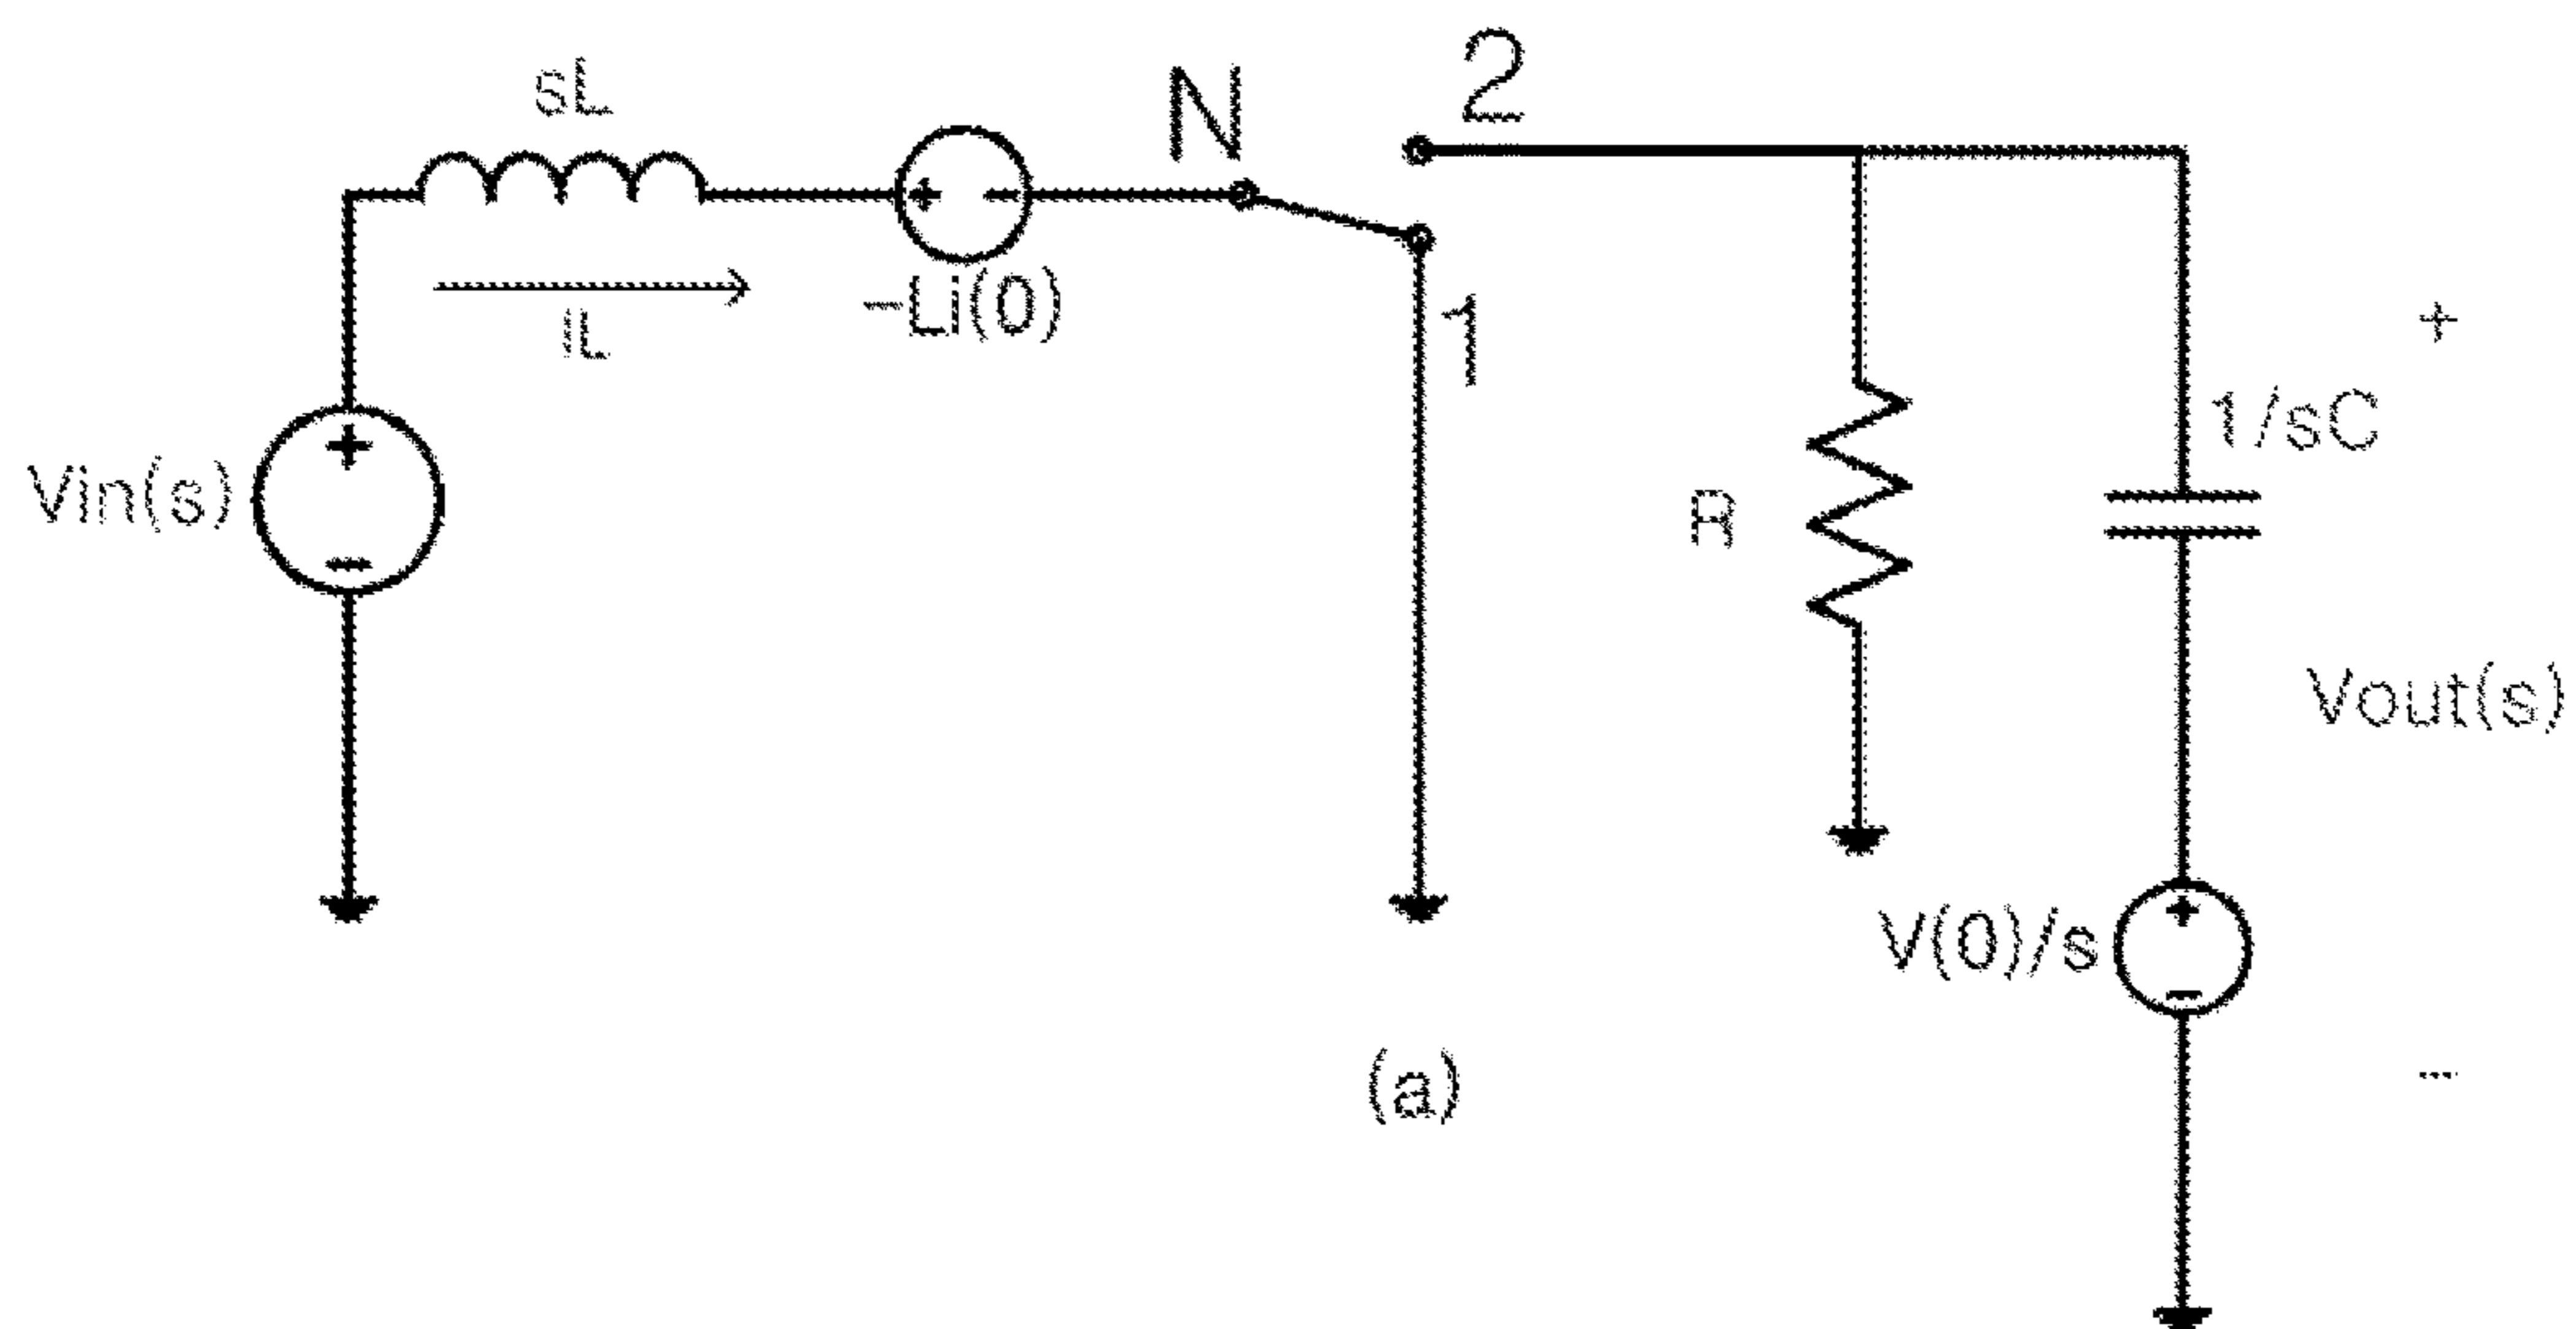 sL
N
2
+ -
-Li(0)
IL
1
+
Vin(s)
+
-
1/sC
R
Vout(s)
V(0)/s
+
-
-
(a)